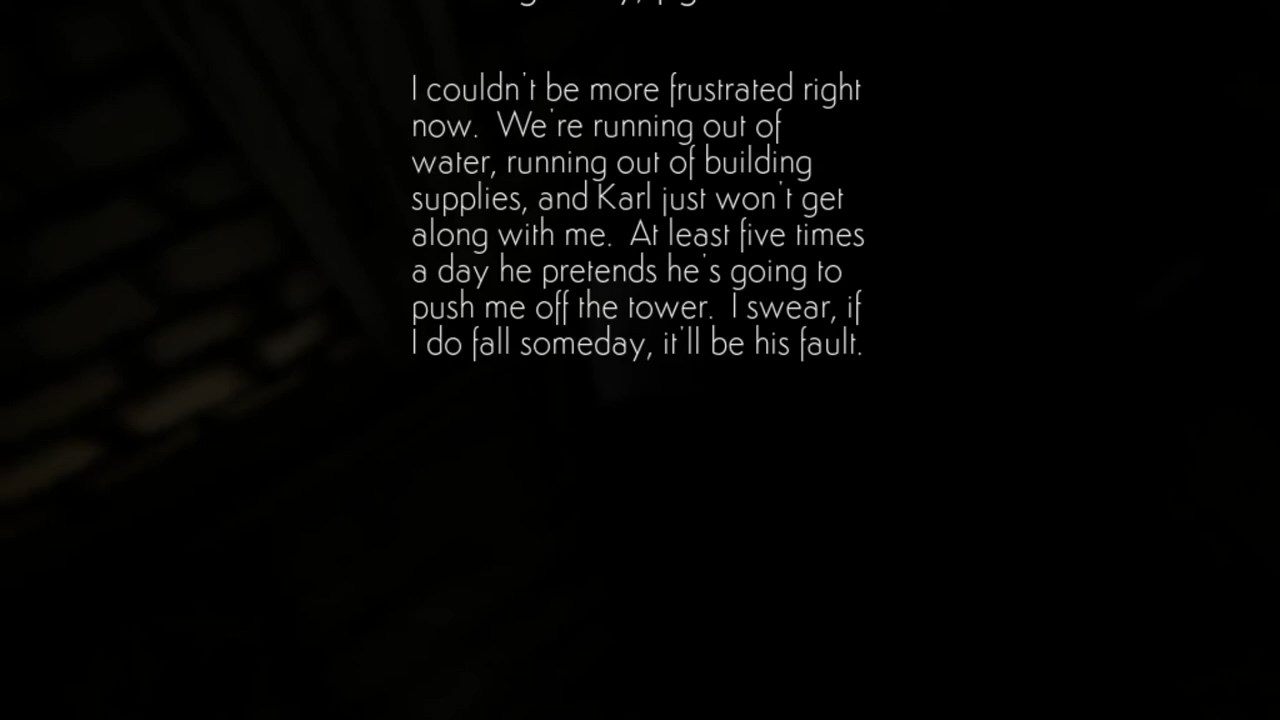 I couldn't be more frustrated right
now.  We're running out of
water, running out of building
supplies, and Karl just won't get
along with me.  At least five times
a day he pretends he's going to
push me off the tower.  I swear, if
I do fall someday, it'll be his fault.